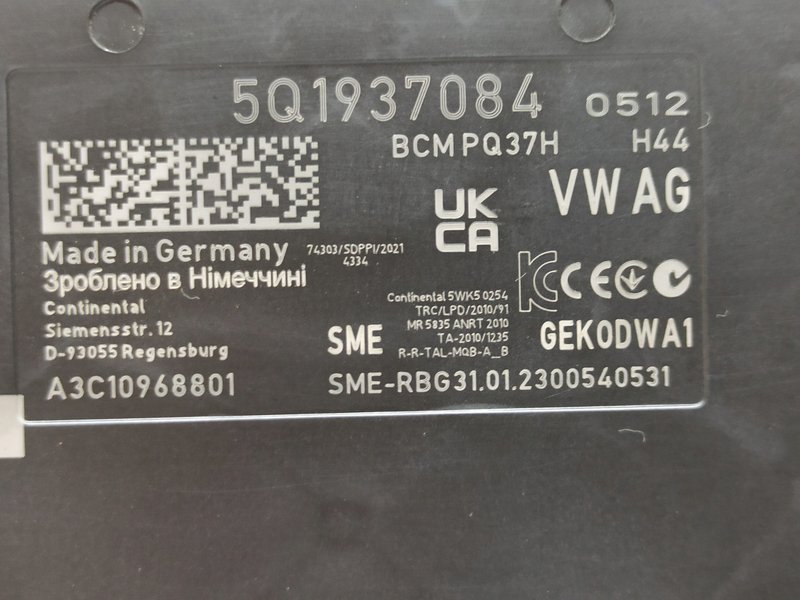 5Q1937084 0512
BCM PQ37H H44
VW AG
UK
CA
Made in Germany 74303/SDPPI/2021
4334
Зроблено в Німеччині
Continental
Siemensstr. 12
D-93055 Regensburg
A3C10968801
Continental 5WK5 0254
TRC/LPD/2010/91
MR 5835 ANRT 2010
TA-2010/1235
R-R-TAL-MQB-A_B
SME
KC CE
GEK0DWA1
SME-RBG31.01.2300540531